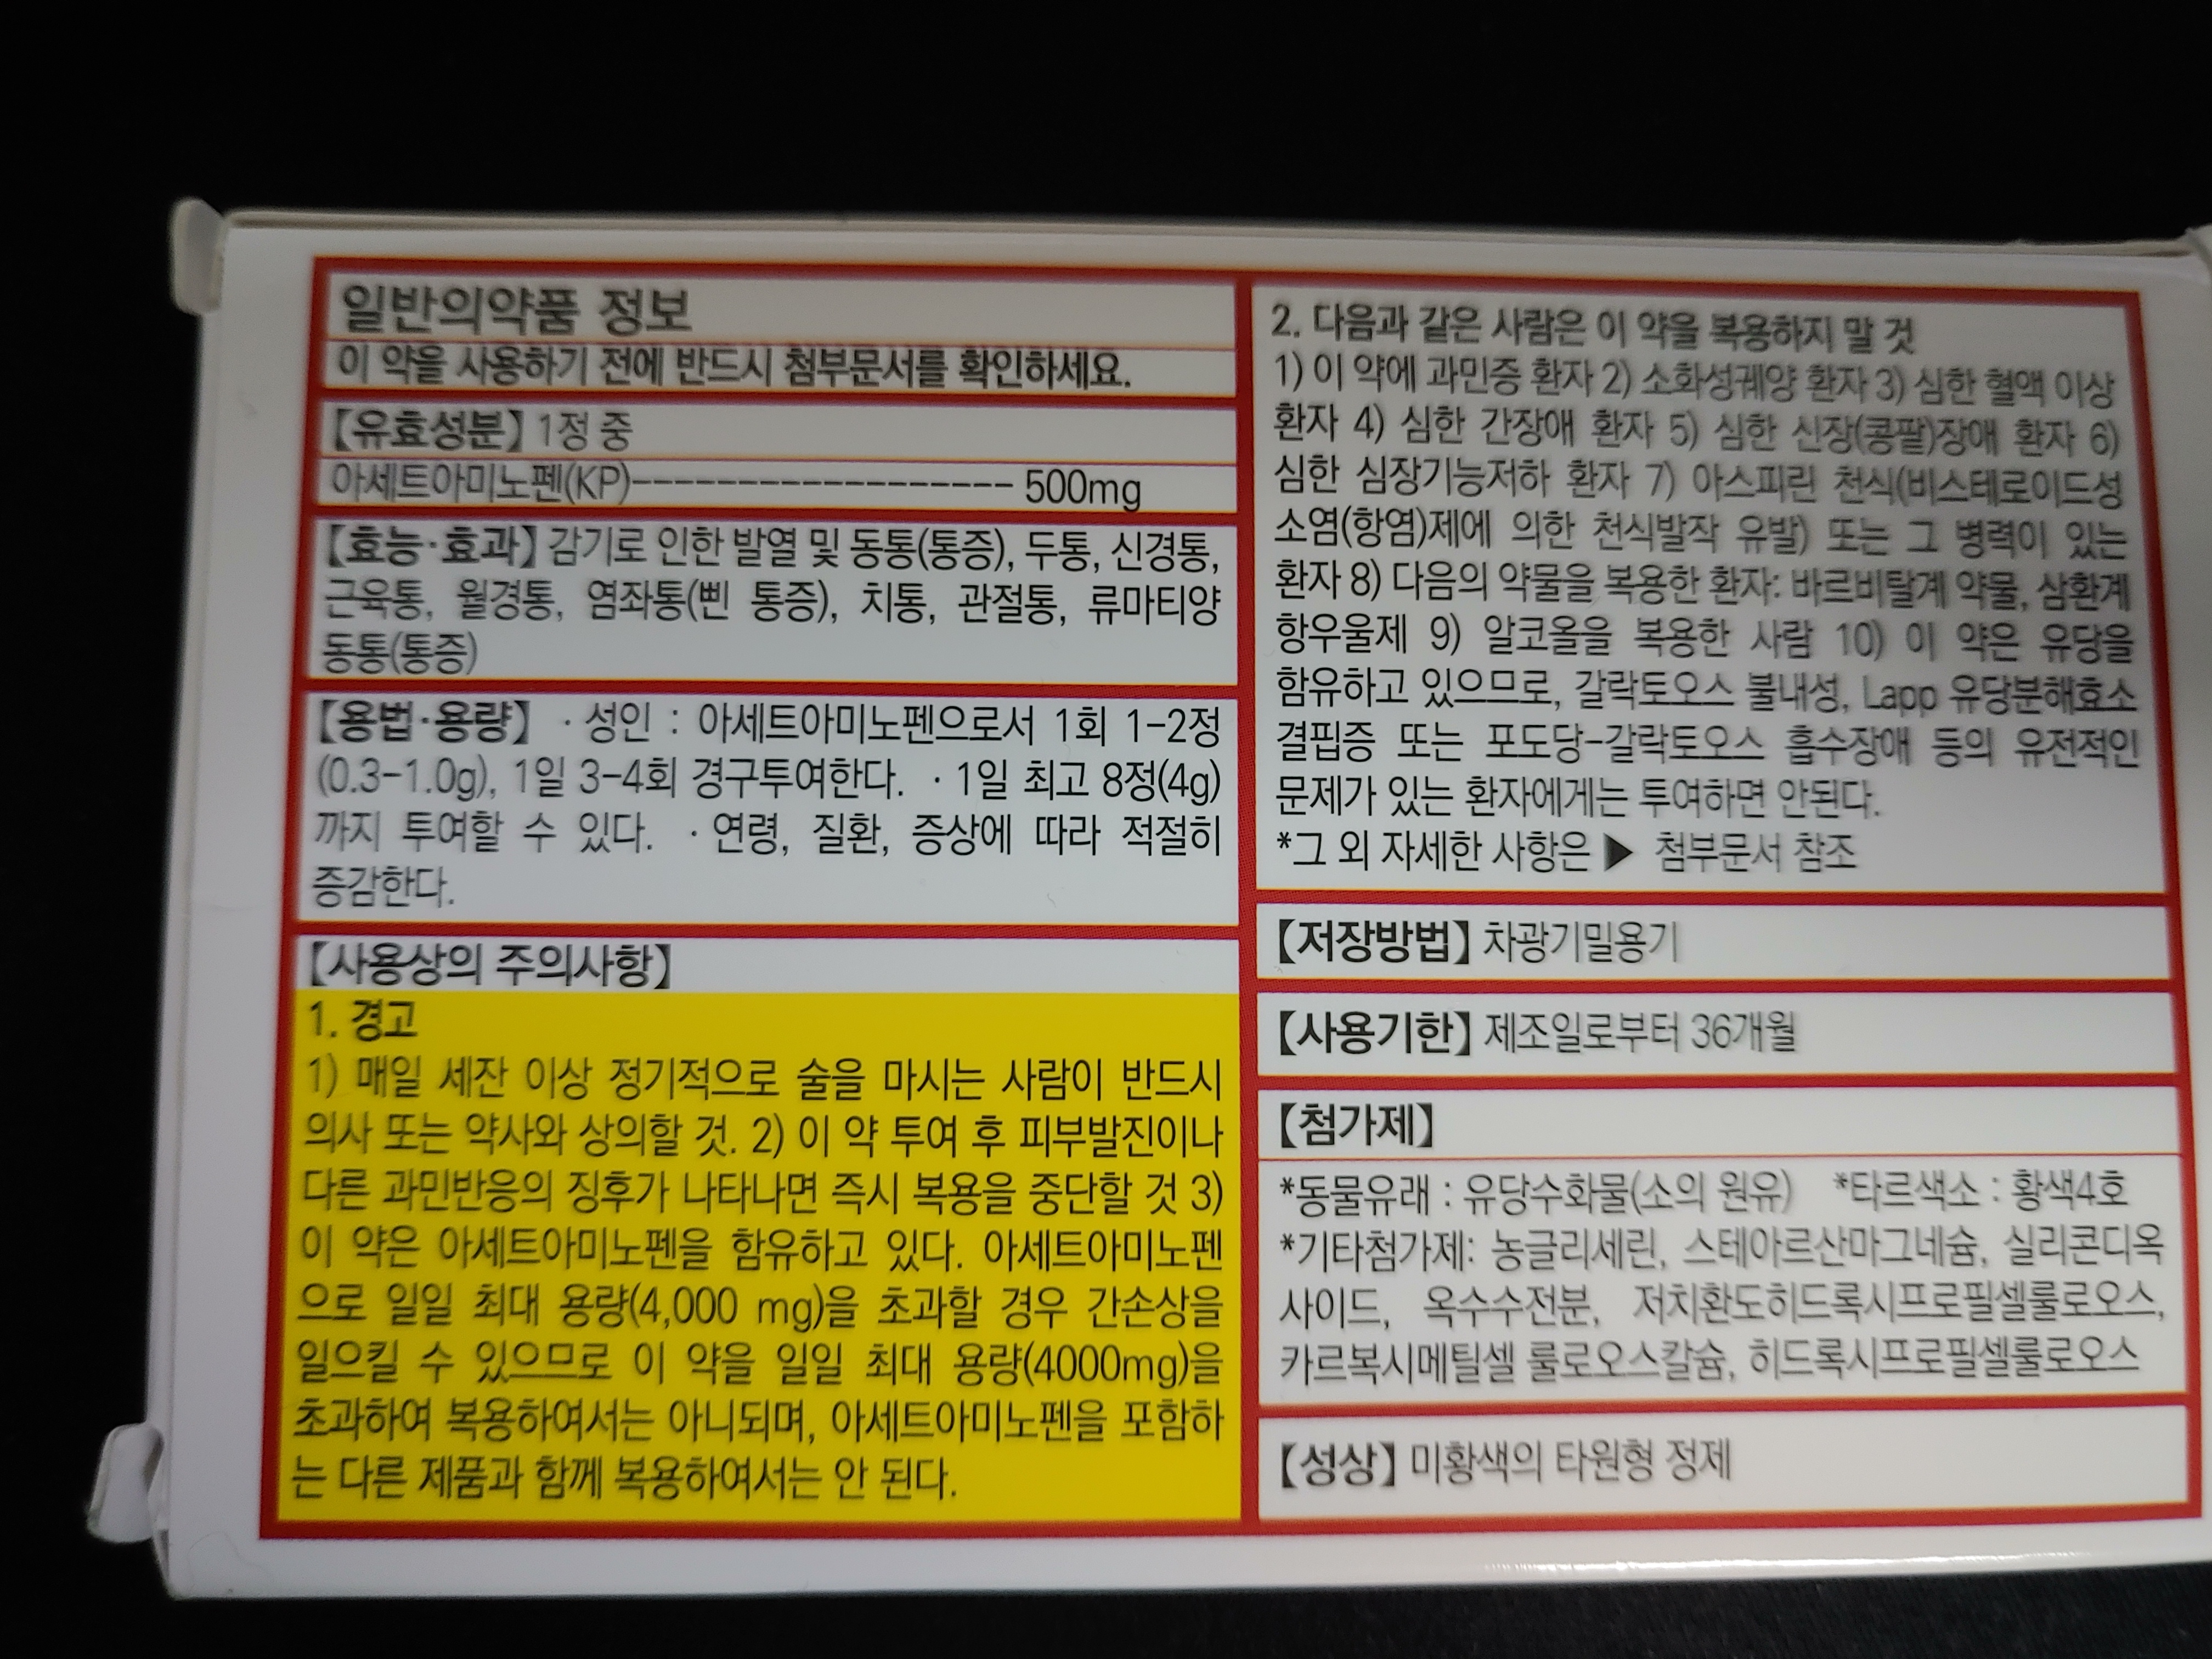 일반의약품 정보
이 약을 사용하기 전에 반드시 첨부문서를 확인하세요.
【유효성분】 1정 중
아세트아미노펜(KP)------------------ 500mg
【효능·효과】 감기로 인한 발열 및 동통(통증), 두통, 신경통,
근육통, 월경통, 염좌통(삔 통증), 치통, 관절통, 류마티양
동통(통증)
【용법·용량】 · 성인 : 아세트아미노펜으로서 1회 1-2정
(0.3-1.0g), 1일 3-4회 경구투여한다. · 1일 최고 8정(4g)
까지 투여할 수 있다. · 연령, 질환, 증상에 따라 적절히
증감한다.
【사용상의 주의사항】
1. 경고
1) 매일 세잔 이상 정기적으로 술을 마시는 사람이 반드시
의사 또는 약사와 상의할 것. 2) 이 약 투여 후 피부발진이나
다른 과민반응의 징후가 나타나면 즉시 복용을 중단할 것 3)
이 약은 아세트아미노펜을 함유하고 있다. 아세트아미노펜
으로 일일 최대 용량(4,000 mg)을 초과할 경우 간손상을
일으킬 수 있으므로 이 약을 일일 최대 용량(4000mg)을
초과하여 복용하여서는 아니되며, 아세트아미노펜을 포함하
는 다른 제품과 함께 복용하여서는 안 된다.
2. 다음과 같은 사람은 이 약을 복용하지 말 것
1) 이 약에 과민증 환자 2) 소화성궤양 환자 3) 심한 혈액 이상
환자 4) 심한 간장애 환자 5) 심한 신장(콩팥)장애 환자 6)
심한 심장기능저하 환자 7) 아스피린 천식(비스테로이드성
소염(항염)제에 의한 천식발작 유발) 또는 그 병력이 있는
환자 8) 다음의 약물을 복용한 환자: 바르비탈계 약물, 삼환계
항우울제 9) 알코올을 복용한 사람 10) 이 약은 유당을
함유하고 있으므로, 갈락토오스 불내성, Lapp 유당분해효소
결핍증 또는 포도당-갈락토오스 흡수장애 등의 유전적인
문제가 있는 환자에게는 투여하면 안된다.
*그 외 자세한 사항은 ▶ 첨부문서 참조
【저장방법】 차광기밀용기
【사용기한】 제조일로부터 36개월
【첨가제】
*동물유래 : 유당수화물(소의 원유) *타르색소 : 황색4호
*기타첨가제: 농글리세린, 스테아르산마그네슘, 실리콘디옥
사이드, 옥수수전분, 저치환도히드록시프로필셀룰로오스,
카르복시메틸셀 룰로오스칼슘, 히드록시프로필셀룰로오스
【성상】 미황색의 타원형 정제